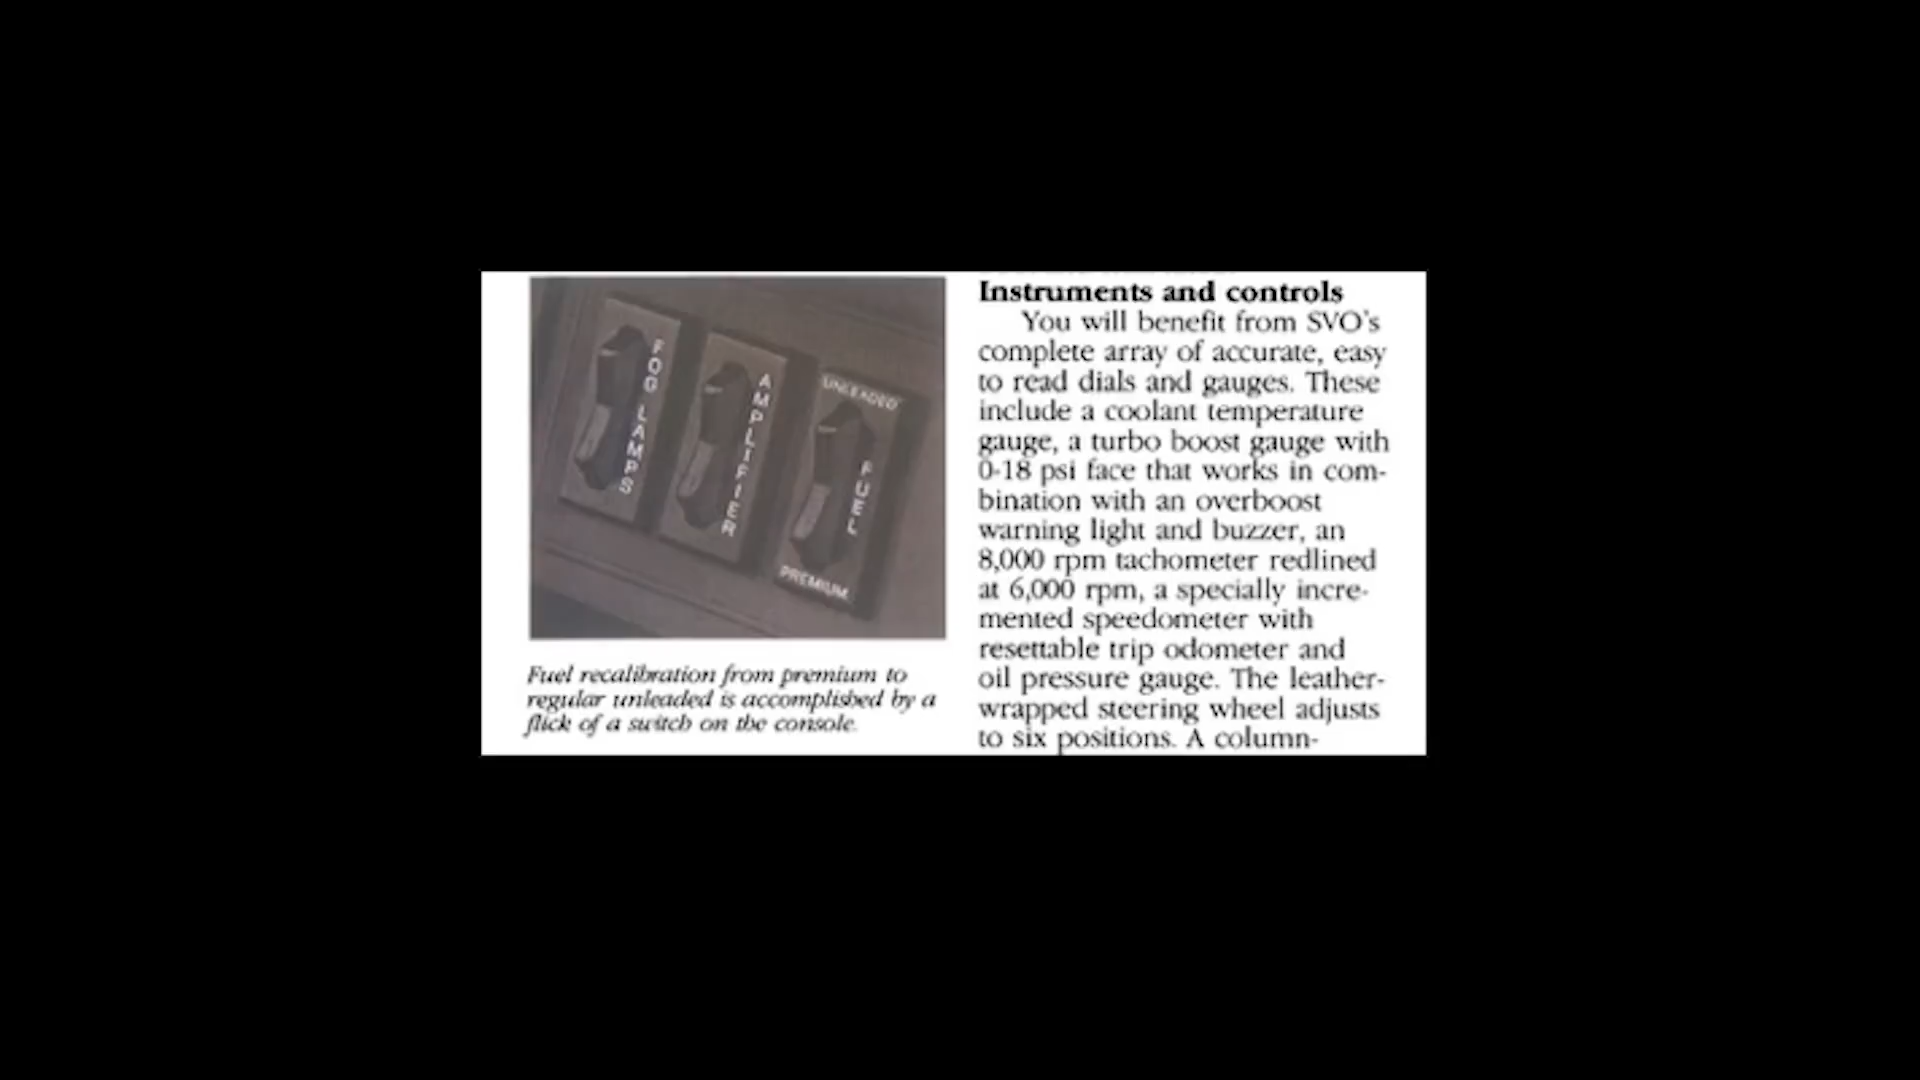 FOG LAMPS
AMPLIFIER
UNLEADED
FUEL
PREMIUM
Fuel recalibration from premium to
regular unleaded is accomplished by a
flick of a switch on the console.
Instruments and controls
You will benefit from SVO's
complete array of accurate, easy
to read dials and gauges. These
include a coolant temperature
gauge, a turbo boost gauge with
0-18 psi face that works in com-
bination with an overboost
warning light and buzzer, an
8,000 rpm tachometer redlined
at 6,000 rpm, a specially incre-
mented speedometer with
resettable trip odometer and
oil pressure gauge. The leather-
wrapped steering wheel adjusts
to six positions. A column-